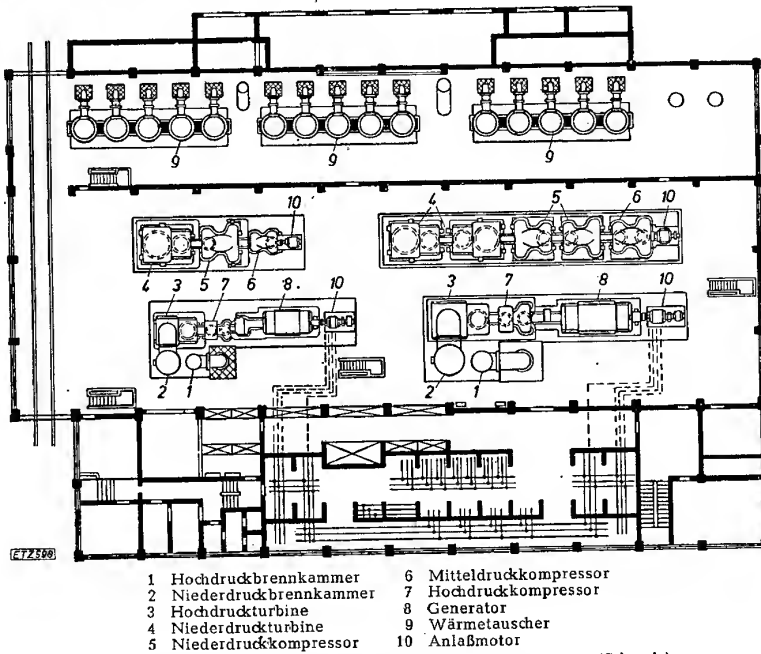 9 9 9
10 4 5 6 10
4 5 6
3 7 8 10 3 7 8 10
2 1 2 1
ETZ590
1 Hochdruckbrennkammer 6 Mitteldruckkompressor
2 Niederdruckbrennkammer 7 Hochdruckkompressor
3 Hochdruckturbine 8 Generator
4 Niederdruckturbine 9 Wärmetauscher
5 Niederdruckkompressor 10 Anlaßmotor